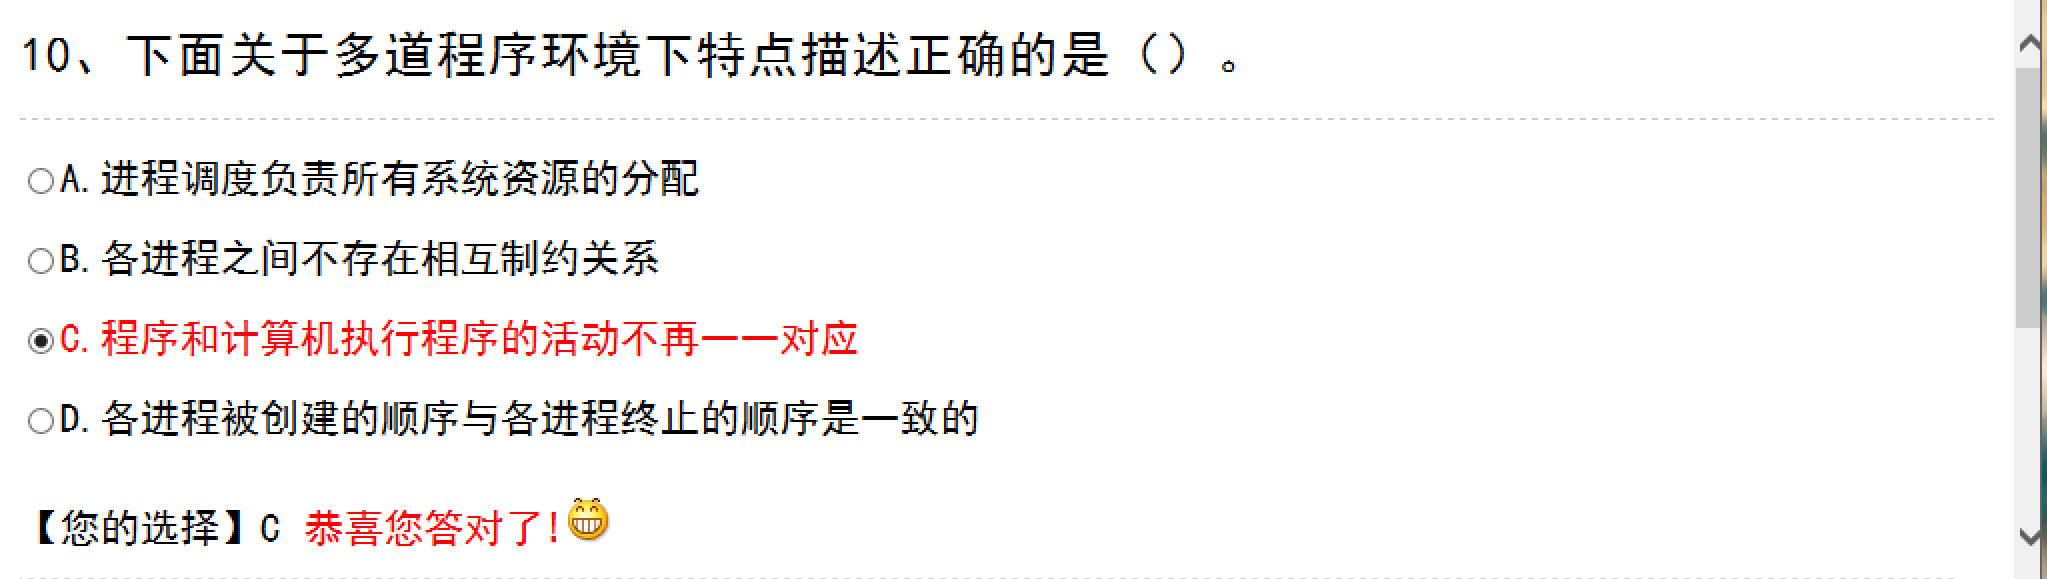 10、下面关于多道程序环境下特点描述正确的是（）。
A. 进程调度负责所有系统资源的分配
B. 各进程之间不存在相互制约关系
C. 程序和计算机执行程序的活动不再一一对应
D. 各进程被创建的顺序与各进程终止的顺序是一致的
【您的选择】C 恭喜您答对了!